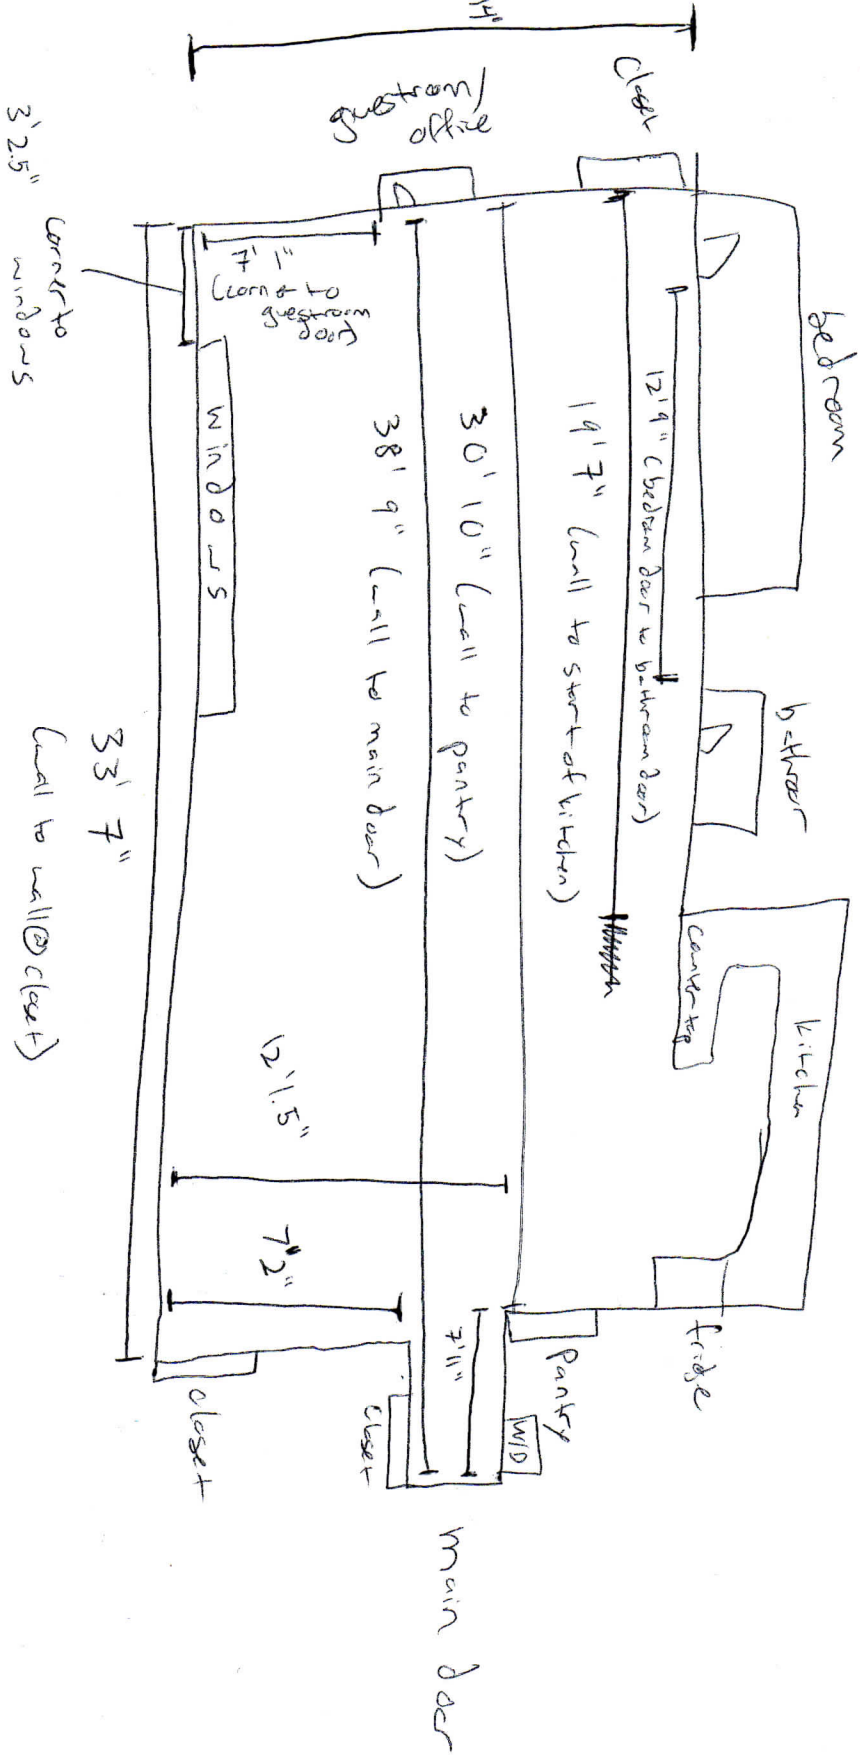 14'
closet
guestroom/
office
bedroom
bathroom
kitchen
countertop
fridge
pantry
W/D
main door
closet
closet
12' 9" (bedroom door to bathroom door)
19' 7" (wall to start of kitchen)
30' 10" (wall to pantry)
38' 9" (wall to main door)
7' 1"
(corner to
guestroom
door)
windows
3' 2.5"
corner to
windows
33' 7"
(wall to wall @ closet)
12' 1.5"
7' 2"
7' 11"